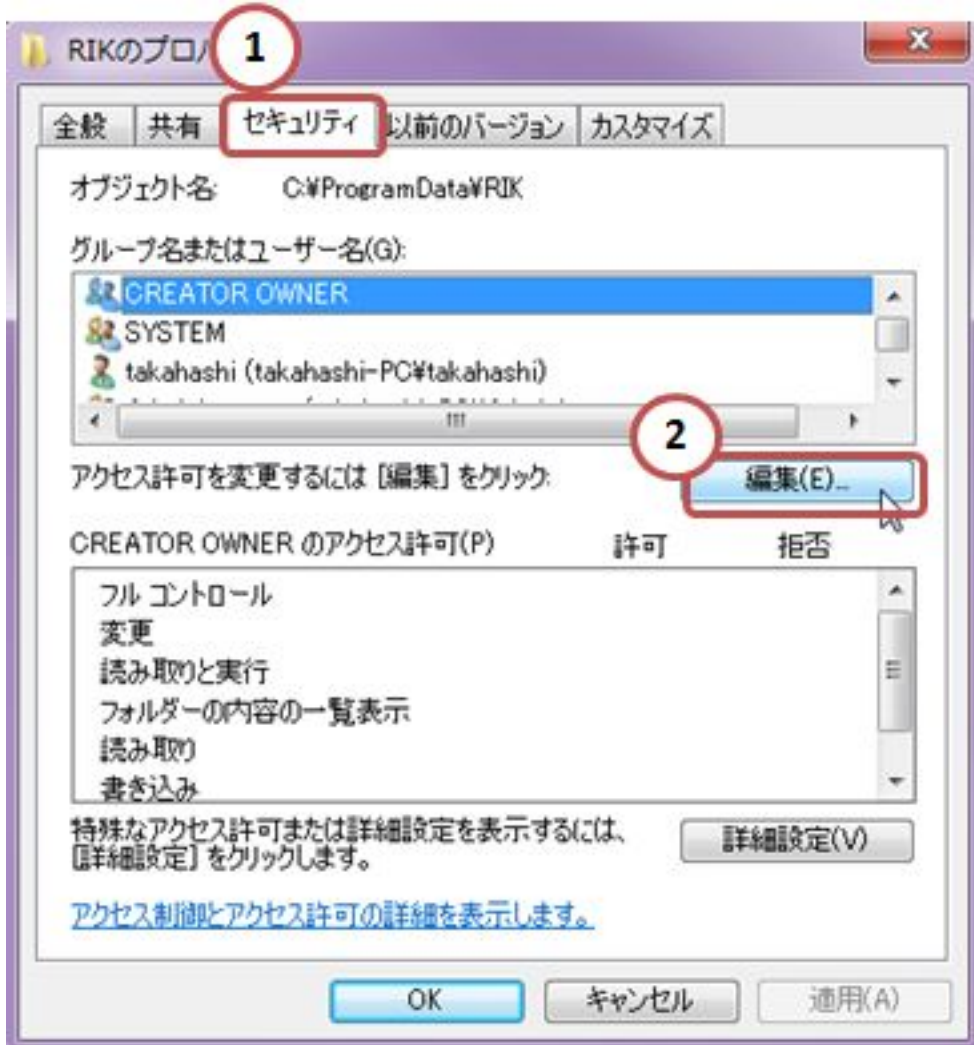 RIKのプロ
1
全般 共有 セキュリティ 以前のバージョン カスタマイズ
オブジェクト名: C:¥ProgramData¥RIK
グループ名またはユーザー名(G):
CREATOR OWNER
SYSTEM
takahashi (takahashi-PC¥takahashi)
2
アクセス許可を変更するには [編集] をクリック: 編集(E)...
CREATOR OWNER のアクセス許可(P) 許可 拒否
フル コントロール
変更
読み取りと実行
フォルダーの内容の一覧表示
読み取り
書き込み
特殊なアクセス許可または詳細設定を表示するには、
[詳細設定] をクリックします。 詳細設定(V)
アクセス制御とアクセス許可の詳細を表示します。
OK キャンセル 適用(A)